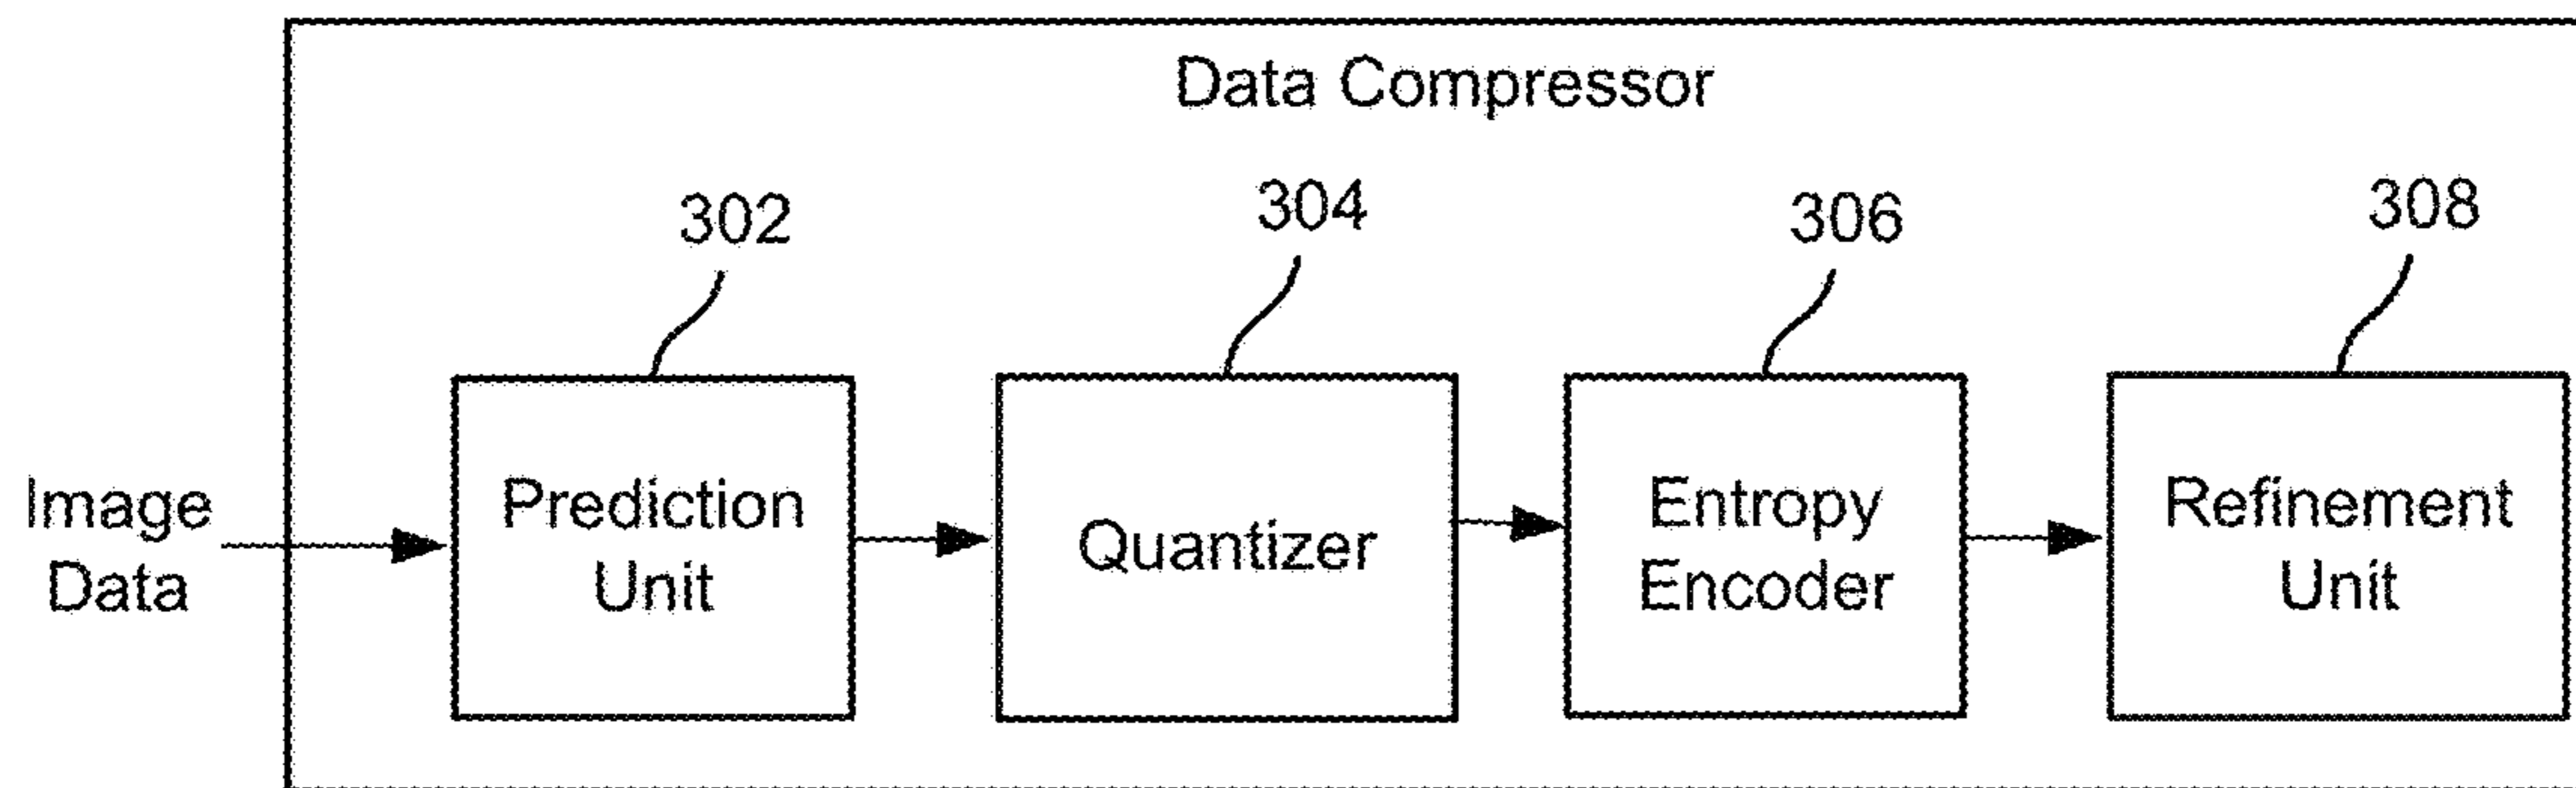 Data Compressor
302
304
306
308
Image
Data
Prediction
Unit
Quantizer
Entropy
Encoder
Refinement
Unit